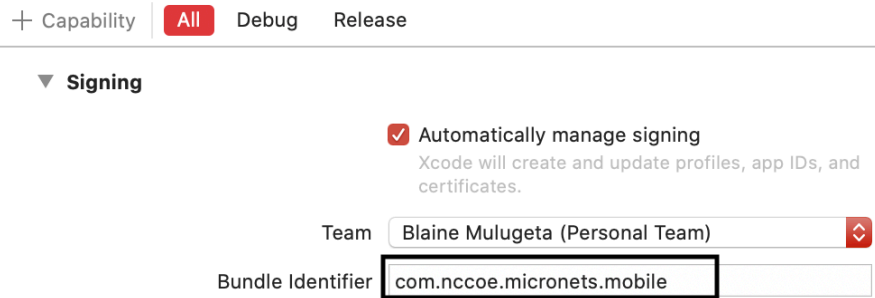 + Capability All Debug Release
Signing
Automatically manage signing
Xcode will create and update profiles, app IDs, and
certificates.
Team Blaine Mulugeta (Personal Team)
Bundle Identifier com.nccoe.micronets.mobile